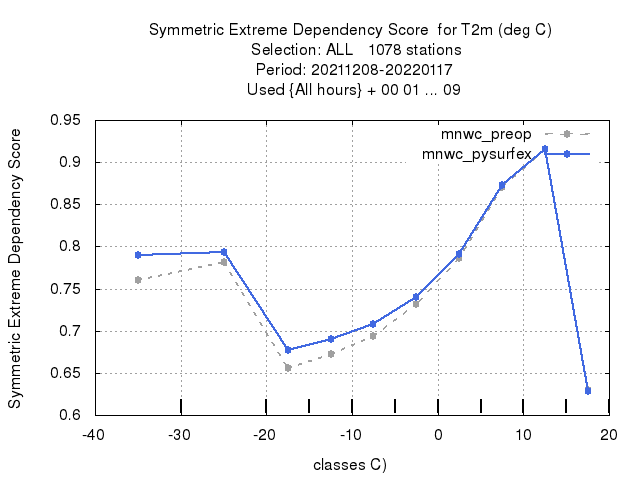 Symmetric Extreme Dependency Score for T2m (deg C)
Selection: ALL 1078 stations
Period: 20211208-20220117
Used {All hours} + 00 01 ... 09
Symmetric Extreme Dependency Score
0.95
0.9
0.85
0.8
0.75
0.7
0.65
0.6
mnwc_preop
mnwc_pysurfex
-40 -30 -20 -10 0 10 20
classes C)